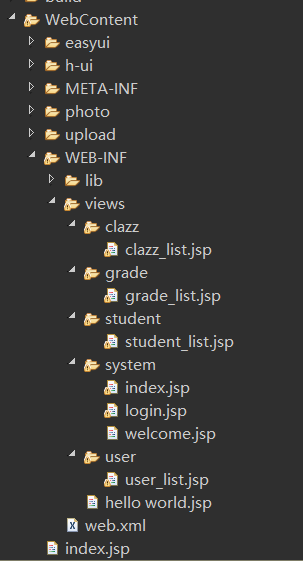 build
WebContent
easyui
h-ui
META-INF
photo
upload
WEB-INF
lib
views
clazz
clazz_list.jsp
grade
grade_list.jsp
student
student_list.jsp
system
index.jsp
login.jsp
welcome.jsp
user
user_list.jsp
hello world.jsp
web.xml
index.jsp